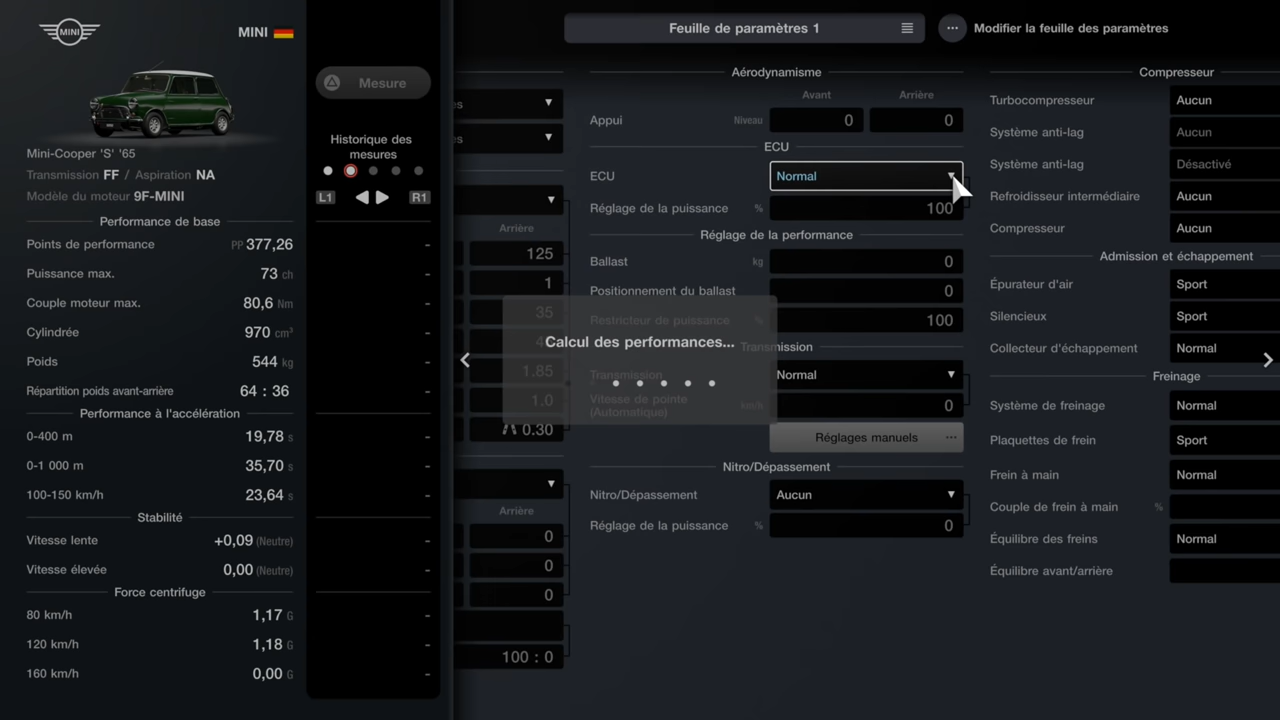 MINI
MINI
Mini-Cooper 'S' '65
Transmission FF / Aspiration NA
Modèle du moteur 9F-MINI
Performance de base
Points de performance PP 377,26
Puissance max. 73 ch
Couple moteur max. 80,6 Nm
Cylindrée 970 cm³
Poids 544 kg
Répartition poids avant-arrière 64 : 36
Performance à l'accélération
0-400 m 19,78 s
0-1 000 m 35,70 s
100-150 km/h 23,64 s
Stabilité
Vitesse lente +0,09 (Neutre)
Vitesse élevée 0,00 (Neutre)
Force centrifuge
80 km/h 1,17 G
120 km/h 1,18 G
160 km/h 0,00 G
Mesure
Historique des
mesures
L1 R1
-
-
-
-
-
-
-
-
-
-
-
-
-
-
Feuille de paramètres 1
Modifier la feuille des paramètres
es
es
Arrière
125
1
35
1.85
1.0
0.30
Arrière
0
0
0
100 : 0
Aérodynamisme
Avant Arrière
Appui Niveau 0 0
ECU
ECU Normal
Réglage de la puissance % 100
Réglage de la performance
Ballast kg 0
Positionnement du ballast 0
Restricteur de puissance % 100
Calcul des performances...
Transmission
Transmission Normal
Vitesse de pointe
(Automatique) km/h 0
Réglages manuels
Nitro/Dépassement
Nitro/Dépassement Aucun
Réglage de la puissance % 0
Compresseur
Turbocompresseur Aucun
Système anti-lag Aucun
Système anti-lag Désactivé
Refroidisseur intermédiaire Aucun
Compresseur Aucun
Admission et échappement
Épurateur d'air Sport
Silencieux Sport
Collecteur d'échappement Normal
Freinage
Système de freinage Normal
Plaquettes de frein Sport
Frein à main Normal
Couple de frein à main %
Équilibre des freins Normal
Équilibre avant/arrière